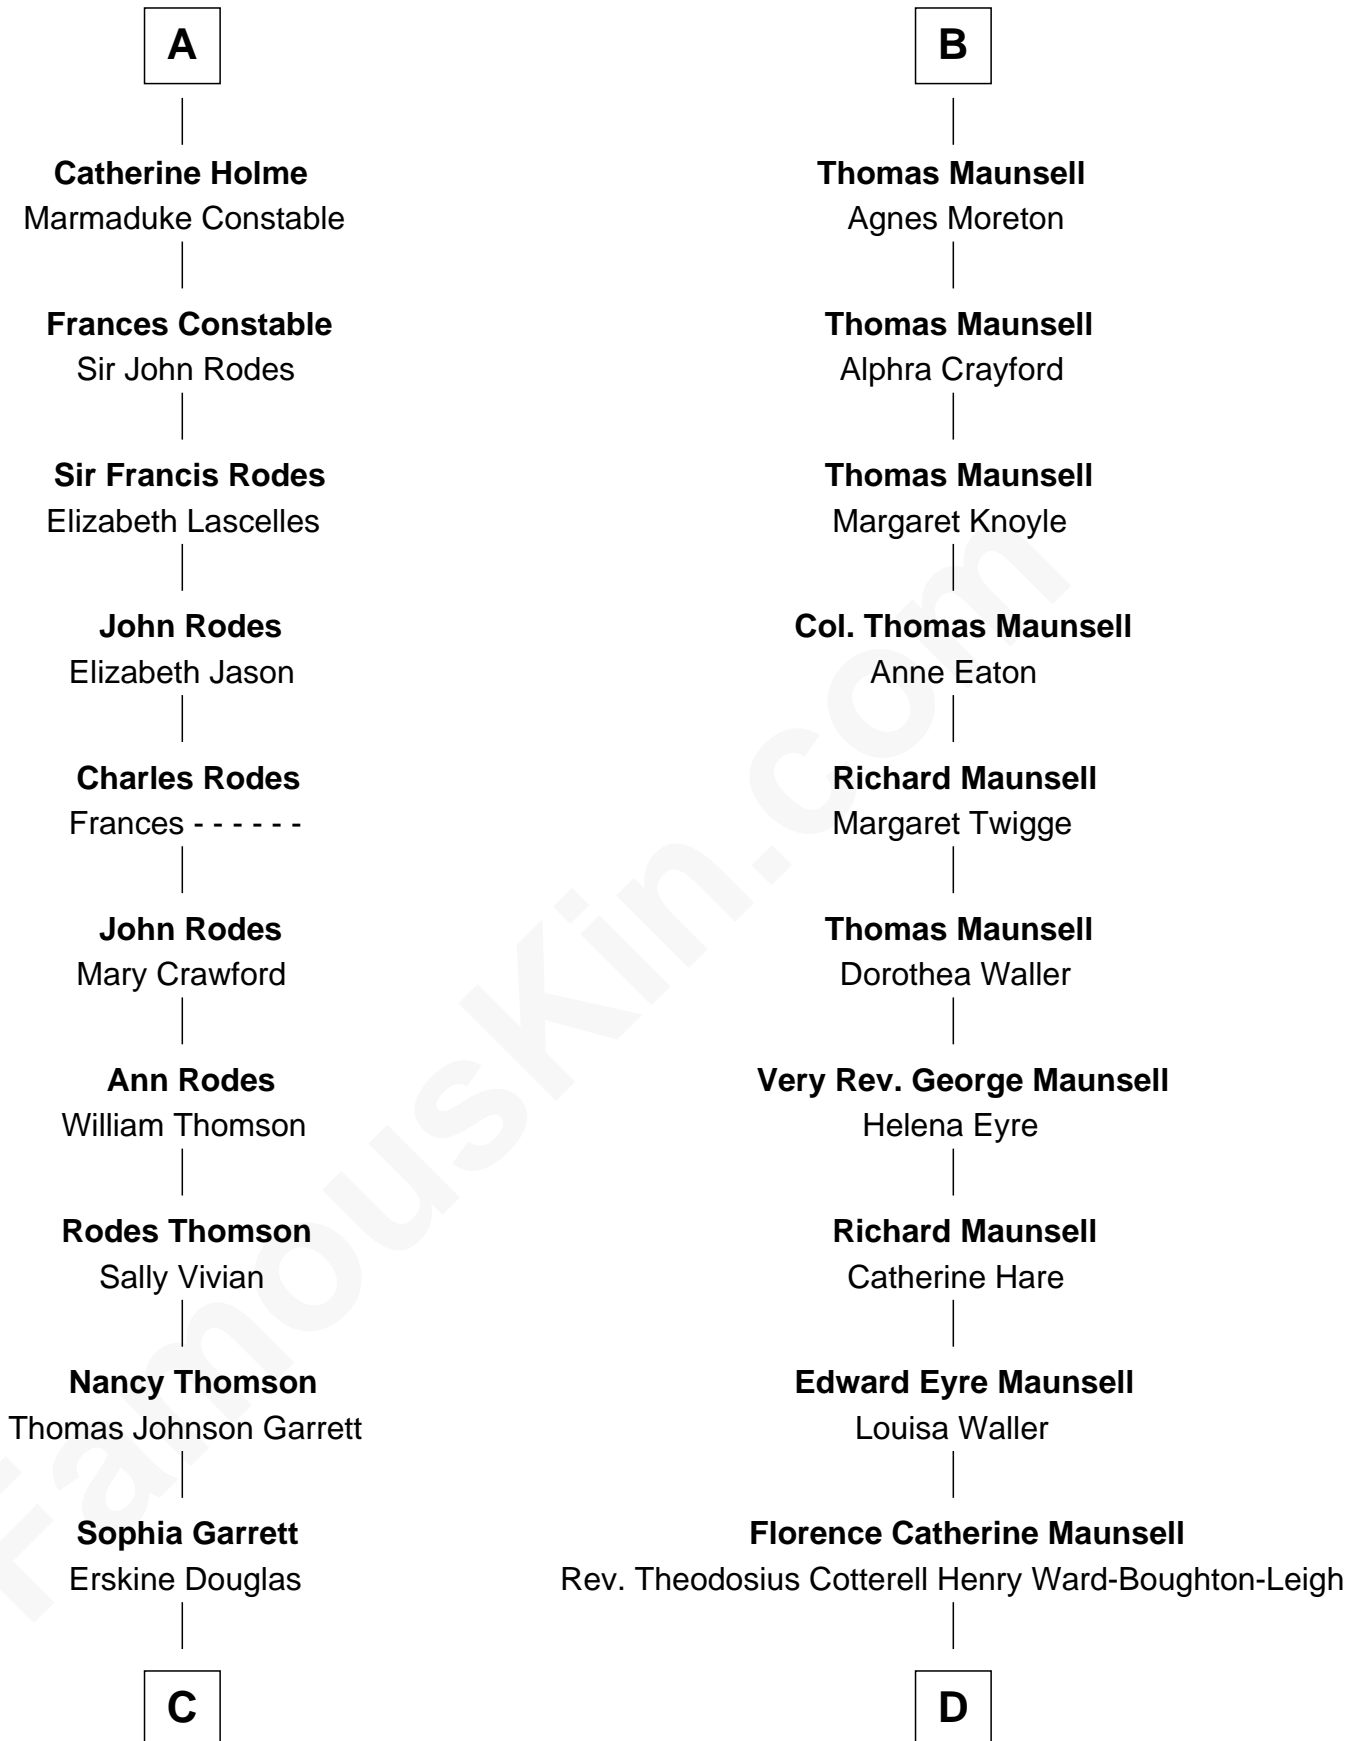 A
Catherine Holme
Marmaduke Constable
Frances Constable
Sir John Rodes
Sir Francis Rodes
Elizabeth Lascelles
John Rodes
Elizabeth Jason
Charles Rodes
Frances - - - - - -
John Rodes
Mary Crawford
Ann Rodes
William Thomson
Rodes Thomson
Sally Vivian
Nancy Thomson
Thomas Johnson Garrett
Sophia Garrett
Erskine Douglas
C
B
Thomas Maunsell
Agnes Moreton
Thomas Maunsell
Alphra Crayford
Thomas Maunsell
Margaret Knoyle
Col. Thomas Maunsell
Anne Eaton
Richard Maunsell
Margaret Twigge
Thomas Maunsell
Dorothea Waller
Very Rev. George Maunsell
Helena Eyre
Richard Maunsell
Catherine Hare
Edward Eyre Maunsell
Louisa Waller
Florence Catherine Maunsell
Rev. Theodosius Cotterell Henry Ward-Boughton-Leigh
D
FamousKin.com